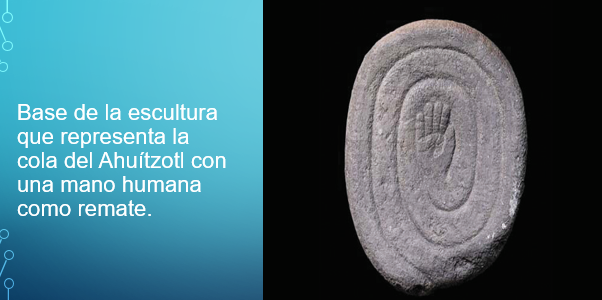 Base de la escultura
que representa la
cola del Ahuítzotl con
una mano humana
como remate.